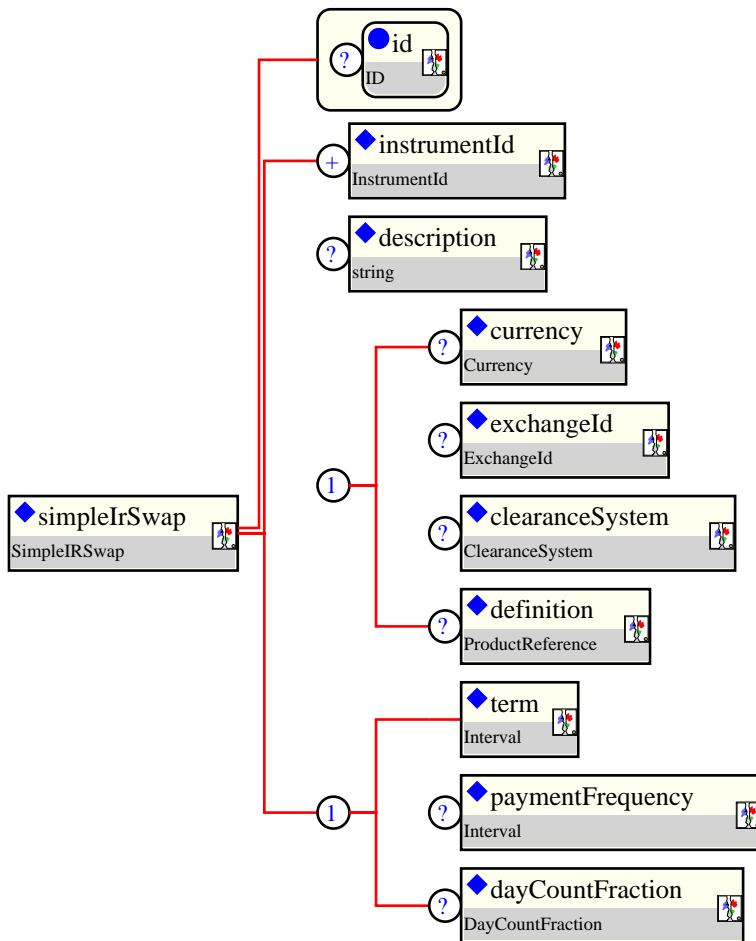 ?
id
ID
+
instrumentId
InstrumentId
?
description
string
?
currency
Currency
?
exchangeId
ExchangeId
1
simpleIrSwap
SimpleIRSwap
?
clearanceSystem
ClearanceSystem
?
definition
ProductReference
term
Interval
1
?
paymentFrequency
Interval
?
dayCountFraction
DayCountFraction